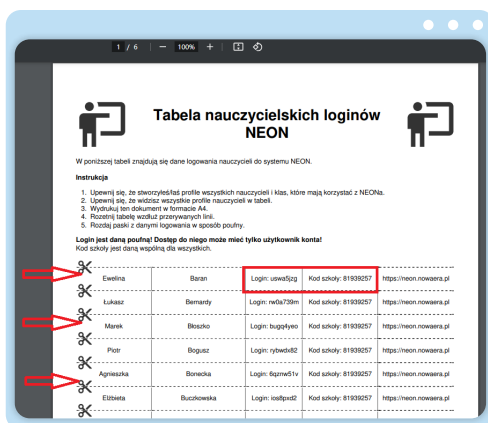 1 / 6 — 100% +
Tabela nauczycielskich loginów
NEON
W poniższej tabeli znajdują się dane logowania nauczycieli do systemu NEON.
Instrukcja
1. Upewnij się, że stworzyłeś/łaś profile wszystkich nauczycieli i klas, które mają korzystać z NEONa.
2. Upewnij się, że widzisz wszystkie profile nauczycieli w tabeli.
3. Wydrukuj ten dokument w formacie A4.
4. Rozetnij tabelę wzdłuż przerywanych linii.
5. Rozdaj paski z danymi logowania w sposób poufny.
Login jest daną poufną! Dostęp do niego może mieć tylko użytkownik konta!
Kod szkoły jest daną wspólną dla wszystkich.
Ewelina Baran Login: uswa5jzg Kod szkoły: 81939257 https://neon.nowaera.pl
Łukasz Bernardy Login: rw0a739m Kod szkoły: 81939257 https://neon.nowaera.pl
Marek Błoszko Login: bugq4yeo Kod szkoły: 81939257 https://neon.nowaera.pl
Piotr Bogusz Login: rybwdx82 Kod szkoły: 81939257 https://neon.nowaera.pl
Agnieszka Bonecka Login: 6qznw51v Kod szkoły: 81939257 https://neon.nowaera.pl
Elżbieta Buczkowska Login: ios8pxd2 Kod szkoły: 81939257 https://neon.nowaera.pl